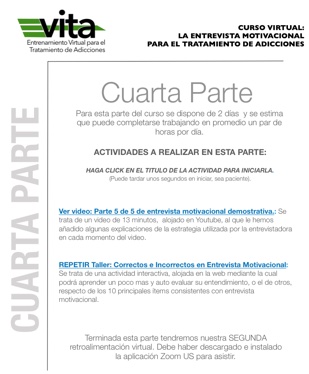 vita
Entrenamiento Virtual para el
Tratamiento de Adicciones
CURSO VIRTUAL:
LA ENTREVISTA MOTIVACIONAL
PARA EL TRATAMIENTO DE ADICCIONES
CUARTA PARTE
Cuarta Parte
Para esta parte del curso se dispone de 2 días y se estima
que puede completarse trabajando en promedio un par de
horas por día.
ACTIVIDADES A REALIZAR EN ESTA PARTE:
HAGA CLICK EN EL TITULO DE LA ACTIVIDAD PARA INICIARLA.
(Puede tardar unos segundos en iniciar, sea paciente).
Ver video: Parte 5 de 5 de entrevista motivacional demostrativa.: Se
trata de un video de 13 minutos, alojado en Youtube, al que le hemos
añadido algunas explicaciones de la estrategia utilizada por la entrevistadora
en cada momento del video.
REPETIR Taller: Correctos e Incorrectos en Entrevista Motivacional:
Se trata de una actividad interactiva, alojada en la web mediante la cual
podrá aprender un poco mas y auto evaluar su entendimiento, o el de otros,
respecto de los 10 principales ítems consistentes con entrevista
motivacional.
Terminada esta parte tendremos nuestra SEGUNDA
retroalimentación virtual. Debe haber descargado e instalado
la aplicación Zoom US para asistir.